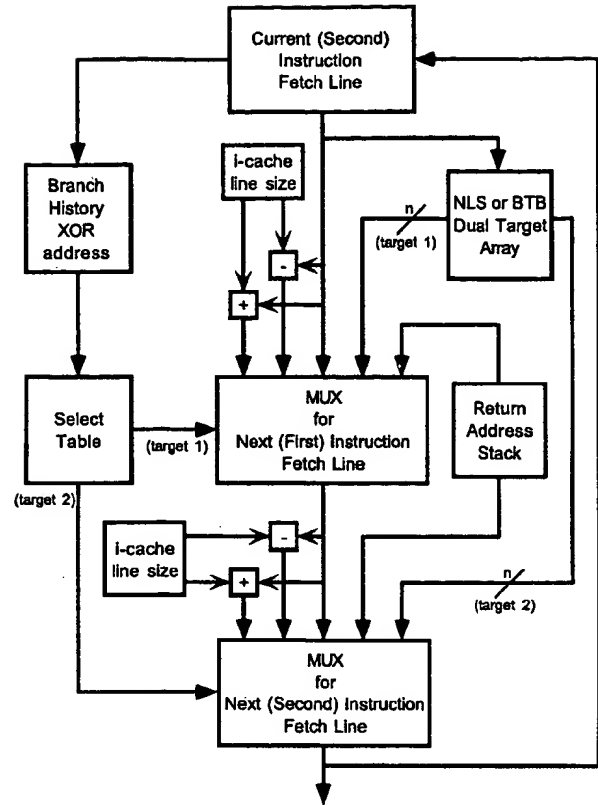 Current (Second)
Instruction
Fetch Line
i-cache
line size
Branch
History
XOR
address
n
(target 1)
NLS or BTB
Dual Target
Array
-
+
Select
Table
(target 1)
MUX
for
Next (First) Instruction
Fetch Line
Return
Address
Stack
(target 2)
i-cache
line size
-
+
n
(target 2)
MUX
for
Next (Second) Instruction
Fetch Line